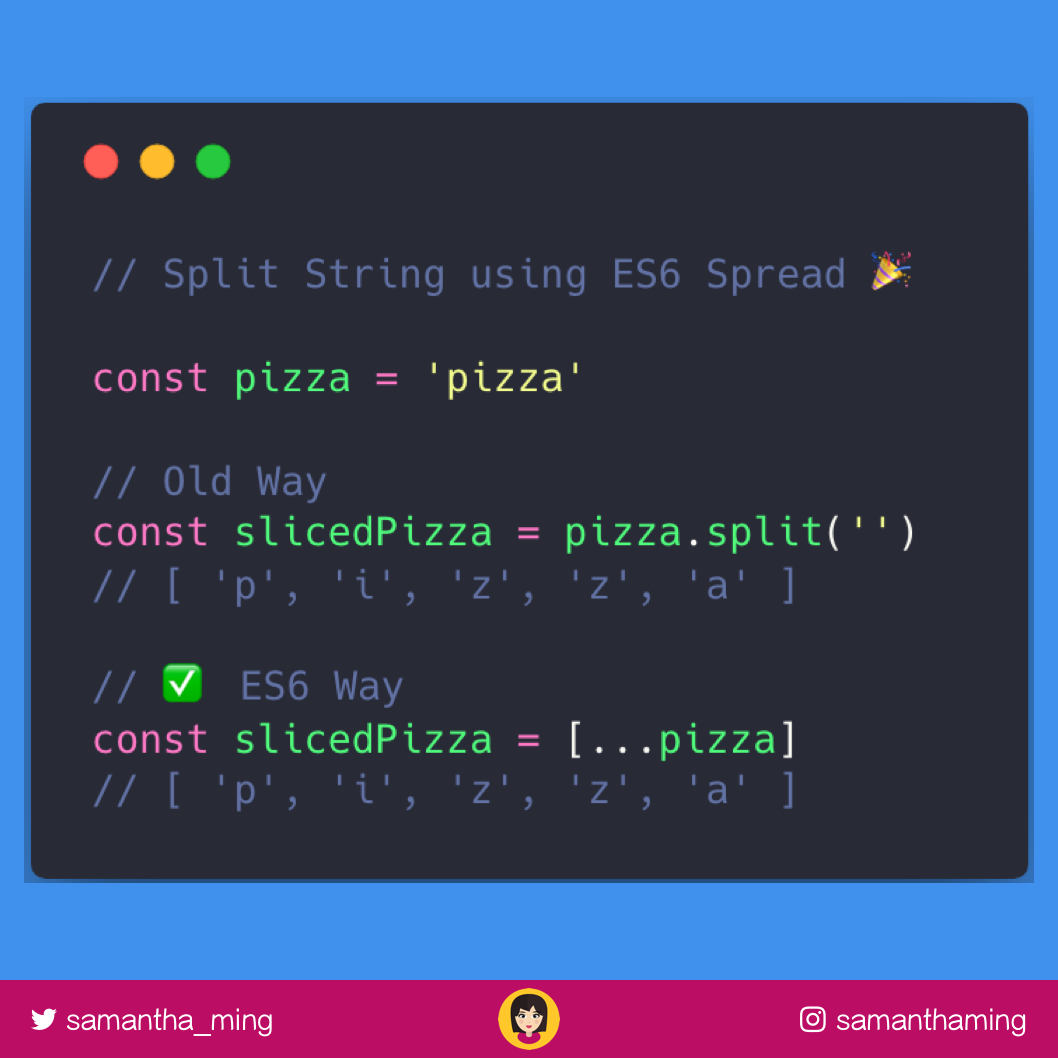 // Split String using ES6 Spread 🎉
const pizza = 'pizza'
// Old Way
const slicedPizza = pizza.split('')
// [ 'p', 'i', 'z', 'z', 'a' ]
// ✅ ES6 Way
const slicedPizza = [...pizza]
// [ 'p', 'i', 'z', 'z', 'a' ]
samantha_ming
samanthaming